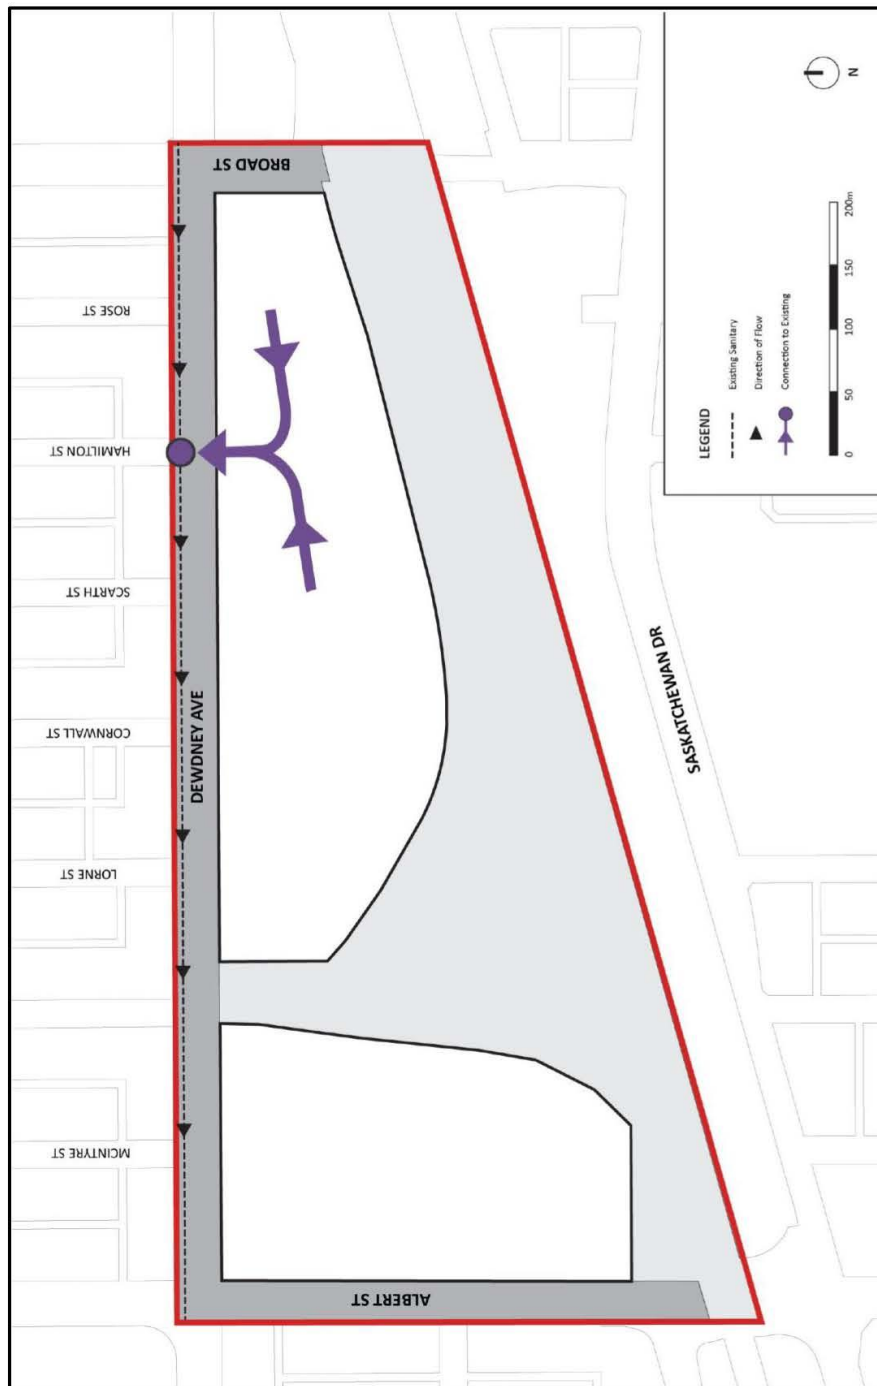 MCINTYRE ST
LORNE ST
CORNWALL ST
SCARTH ST
HAMILTON ST
ROSE ST
DEWDNEY AVE
ALBERT ST
BROAD ST
SASKATCHEWAN DR
LEGEND
Existing Sanitary
Direction of Flow
Connection to Existing
0 50 100 150 200m
N